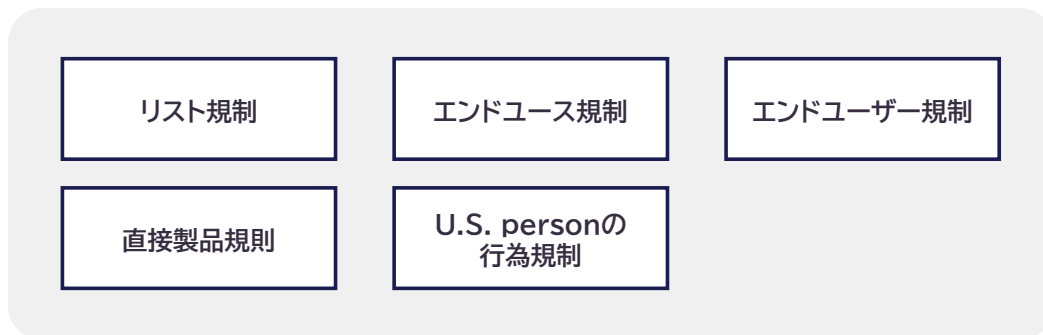 リスト規制
エンドユース規制
エンドユーザー規制
直接製品規則
U.S. personの
行為規制